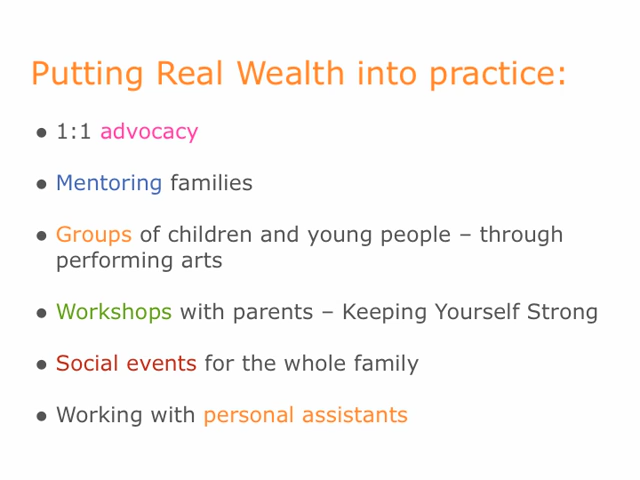 Putting Real Wealth into practice:
● 1:1 advocacy
● Mentoring families
● Groups of children and young people – through
performing arts
● Workshops with parents – Keeping Yourself Strong
● Social events for the whole family
● Working with personal assistants